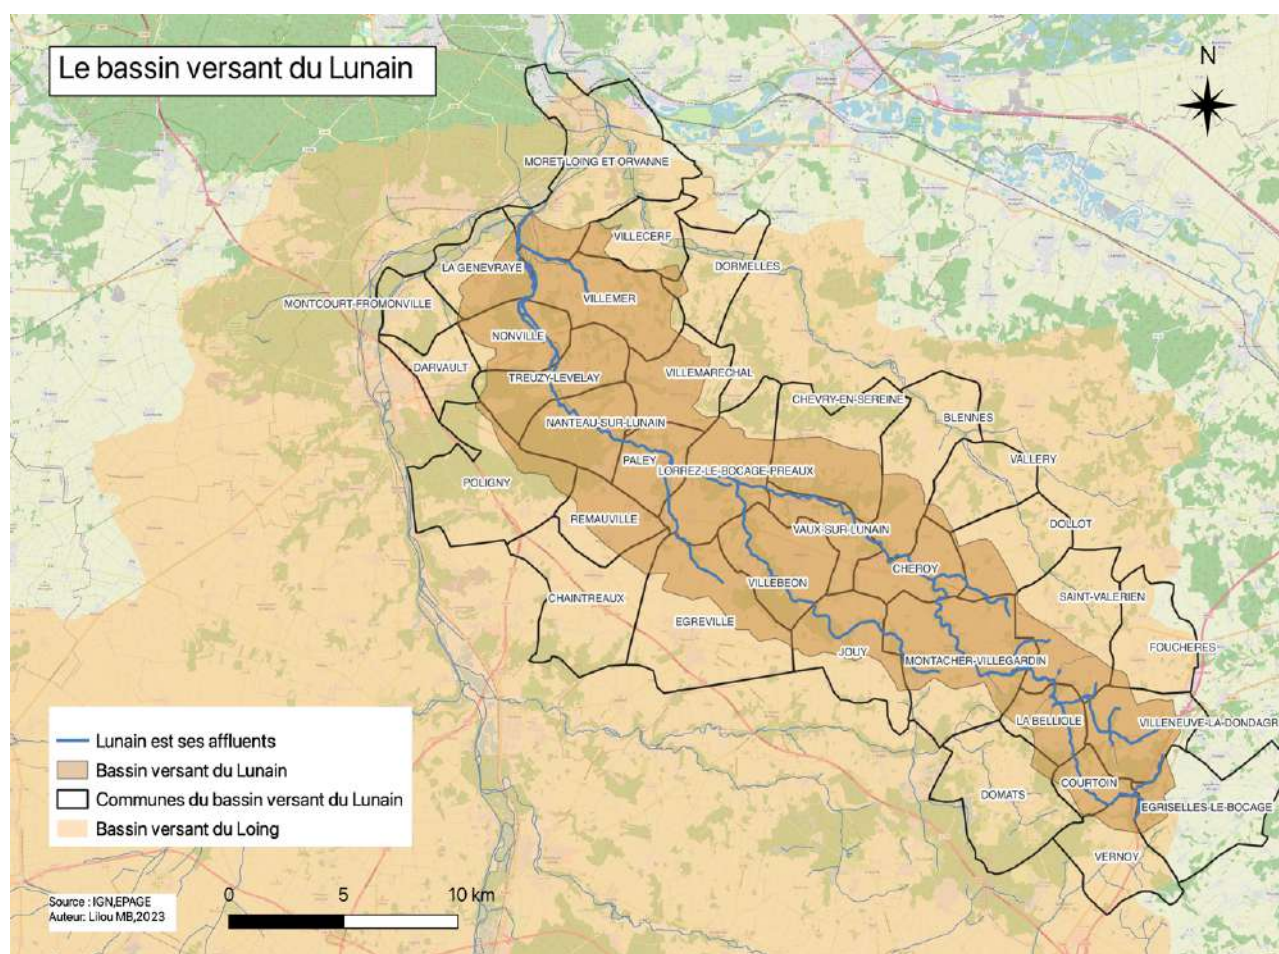 Le bassin versant du Lunain
N
MORET LOING ET ORVANNE
VILLECERF
LA GENEVRAYE
DORMELLES
MONTCOURT-FROMONVILLE
VILLEMER
NONVILLE
DARVAULT
VILLEMARECHAL
TREUZY-LEVELAY
CHEVRY-EN-SEREINE
BLENNES
NANTEAU-SUR-LUNAIN
VALLERY
PALEY
LORREZ-LE-BOCAGE-PREAUX
POLIGNY
REMAUVILLE
DOLLOT
VAUX-SUR-LUNAIN
CHEROY
VILLEBEON
CHAINTREAUX
SAINT-VALERIEN
EGREVILLE
FOUCHERES
JOUY
MONTACHER-VILLEGARDIN
LA BELLIOLE
VILLENEUVE-LA-DONDAGR
COURTOIN
DOMATS
EGRISELLES-LE-BOCAGE
VERNOY
Lunain est ses affluents
Bassin versant du Lunain
Communes du bassin versant du Lunain
Bassin versant du Loing
0 5 10 km
Source : IGN,EPAGE
Auteur: Lilou MB,2023